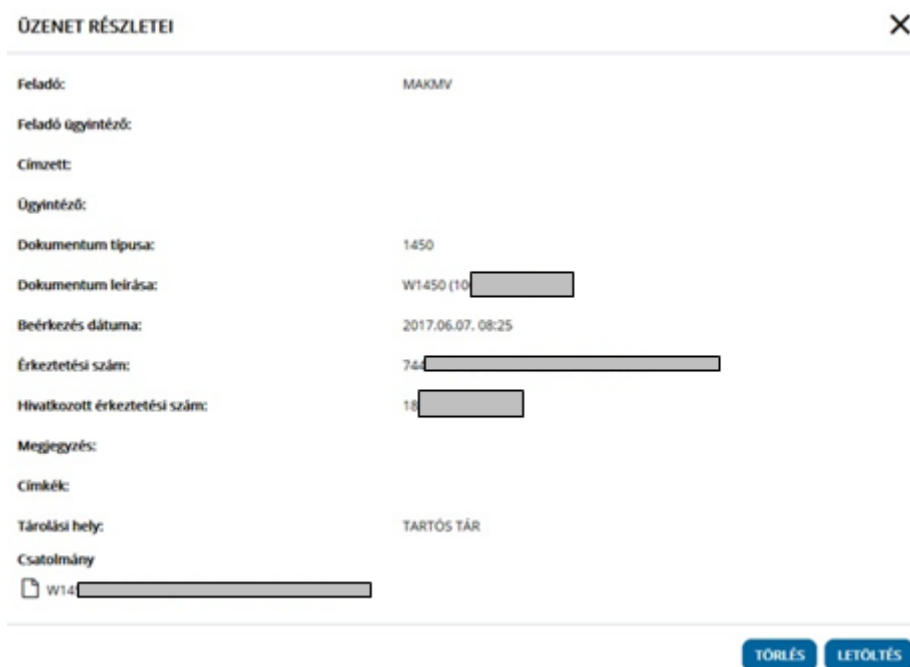 ÜZENET RÉSZLETEI
Feladó: MAKMV
Feladó ügyintéző:
Címzett:
Ügyintéző:
Dokumentum típusa: 1450
Dokumentum leírása: W1450 (10
Beérkezés dátuma: 2017.06.07. 08:25
Érkeztetési szám: 744
Hivatkozott érkeztetési szám: 18
Megjegyzés:
Címkék:
Tárolási hely: TARTÓS TÁR
Csatolmány
W145
TÖRLÉS LETÖLTÉS